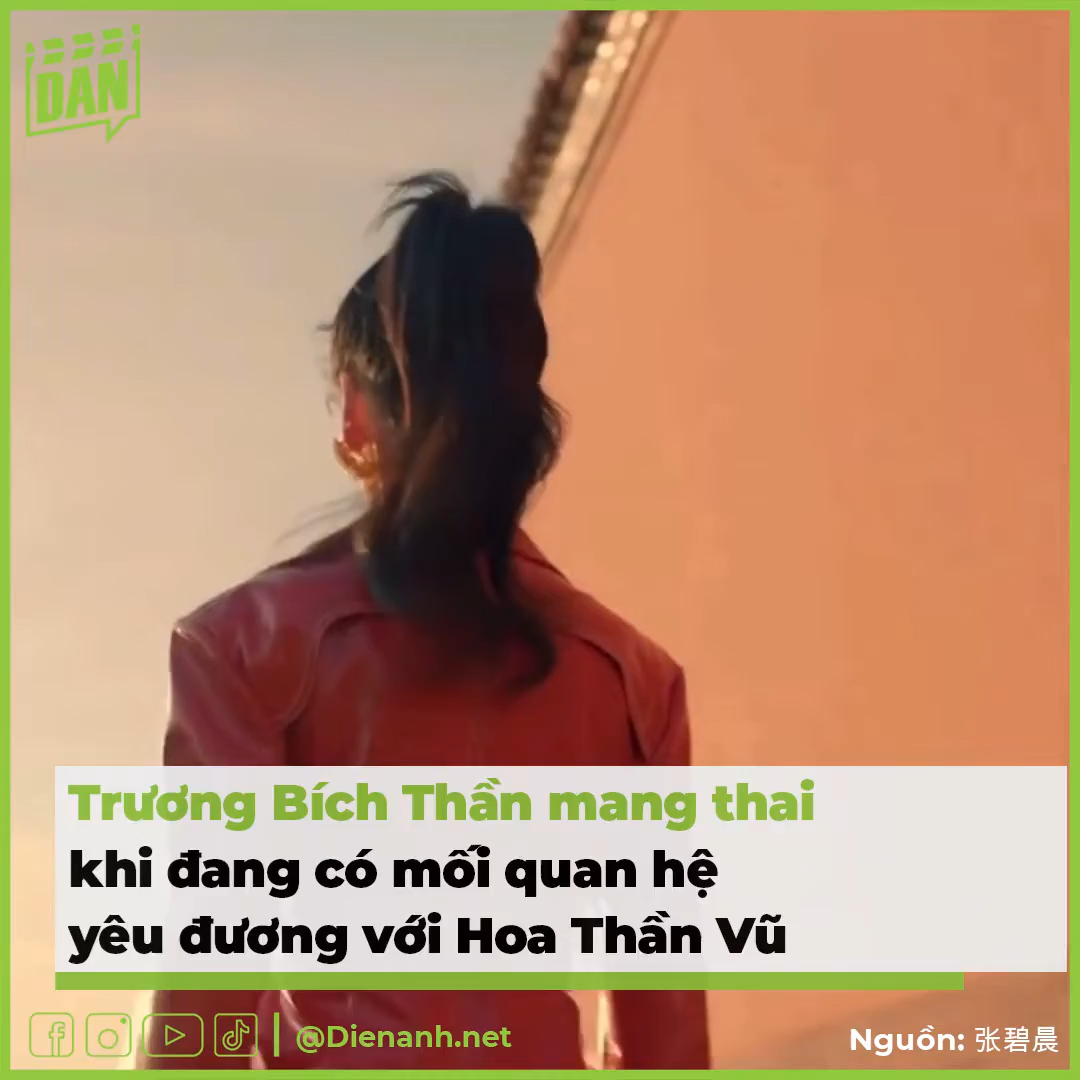 DAN
Trương Bích Thần mang thai
khi đang có mối quan hệ
yêu đương với Hoa Thần Vũ
@Dienanh.net
Nguồn: 张碧晨